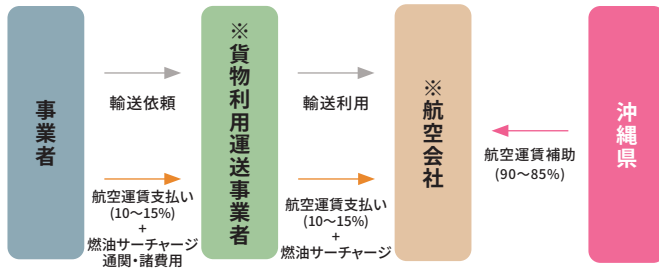 事業者
輸送依頼
航空運賃支払い
(10～15%)
+
燃油サーチャージ
通関・諸費用
※貨物利用運送事業者
輸送利用
航空運賃支払い
(10～15%)
+
燃油サーチャージ
※航空会社
航空運賃補助
(90～85%)
沖縄県